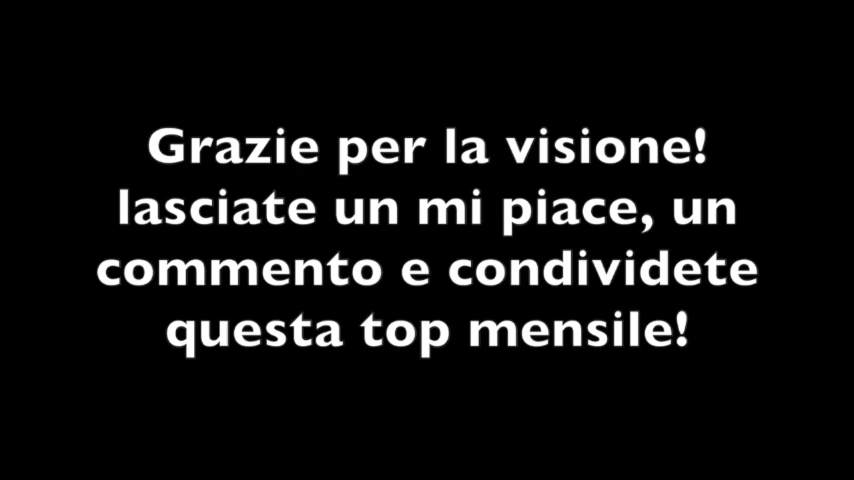 Grazie per la visione!
lasciate un mi piace, un
commento e condividete
questa top mensile!